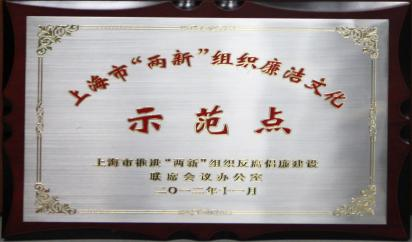 上海市“两新”组织廉洁文化
示范点
上海市推进“两新”组织反腐倡廉建设
联席会议办公室
二〇一二年十一月